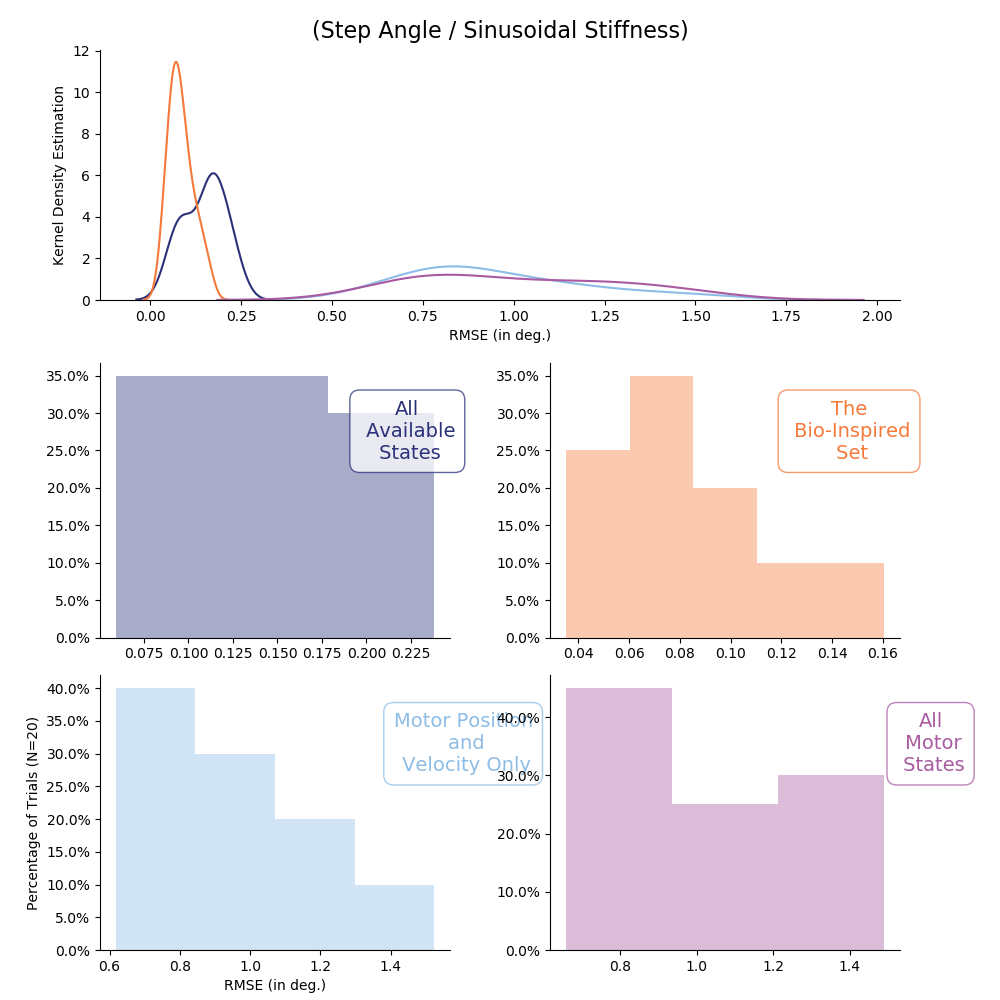 (Step Angle / Sinusoidal Stiffness)
12
10
8
6
4
2
0
Kernel Density Estimation
0.00 0.25 0.50 0.75 1.00 1.25 1.50 1.75 2.00
RMSE (in deg.)
35.0%
30.0%
25.0%
20.0%
15.0%
10.0%
5.0%
0.0%
All
Available
States
0.075 0.100 0.125 0.150 0.175 0.200 0.225
35.0%
30.0%
25.0%
20.0%
15.0%
10.0%
5.0%
0.0%
The
Bio-Inspired
Set
0.04 0.06 0.08 0.10 0.12 0.14 0.16
40.0%
35.0%
30.0%
25.0%
20.0%
15.0%
10.0%
5.0%
0.0%
Percentage of Trials (N=20)
Motor Position
and
Velocity Only
0.6 0.8 1.0 1.2 1.4
RMSE (in deg.)
40.0%
30.0%
20.0%
10.0%
0.0%
All
Motor
States
0.8 1.0 1.2 1.4